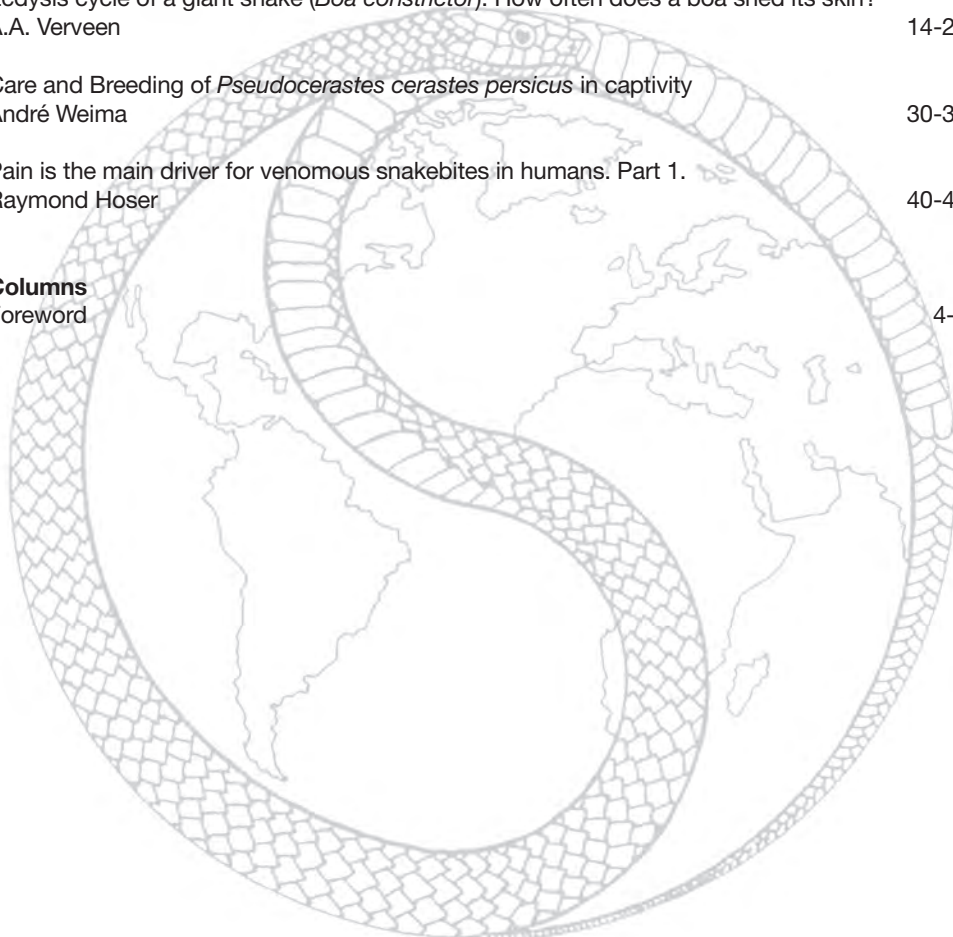 Ecdysis cycle of a giant snake (Boa constrictor). How often does a boa shed its skin?
A.A. Verveen 14-2
Care and Breeding of Pseudocerastes cerastes persicus in captivity
André Weima 30-3
Pain is the main driver for venomous snakebites in humans. Part 1.
Raymond Hoser 40-4
Columns
Foreword 4-